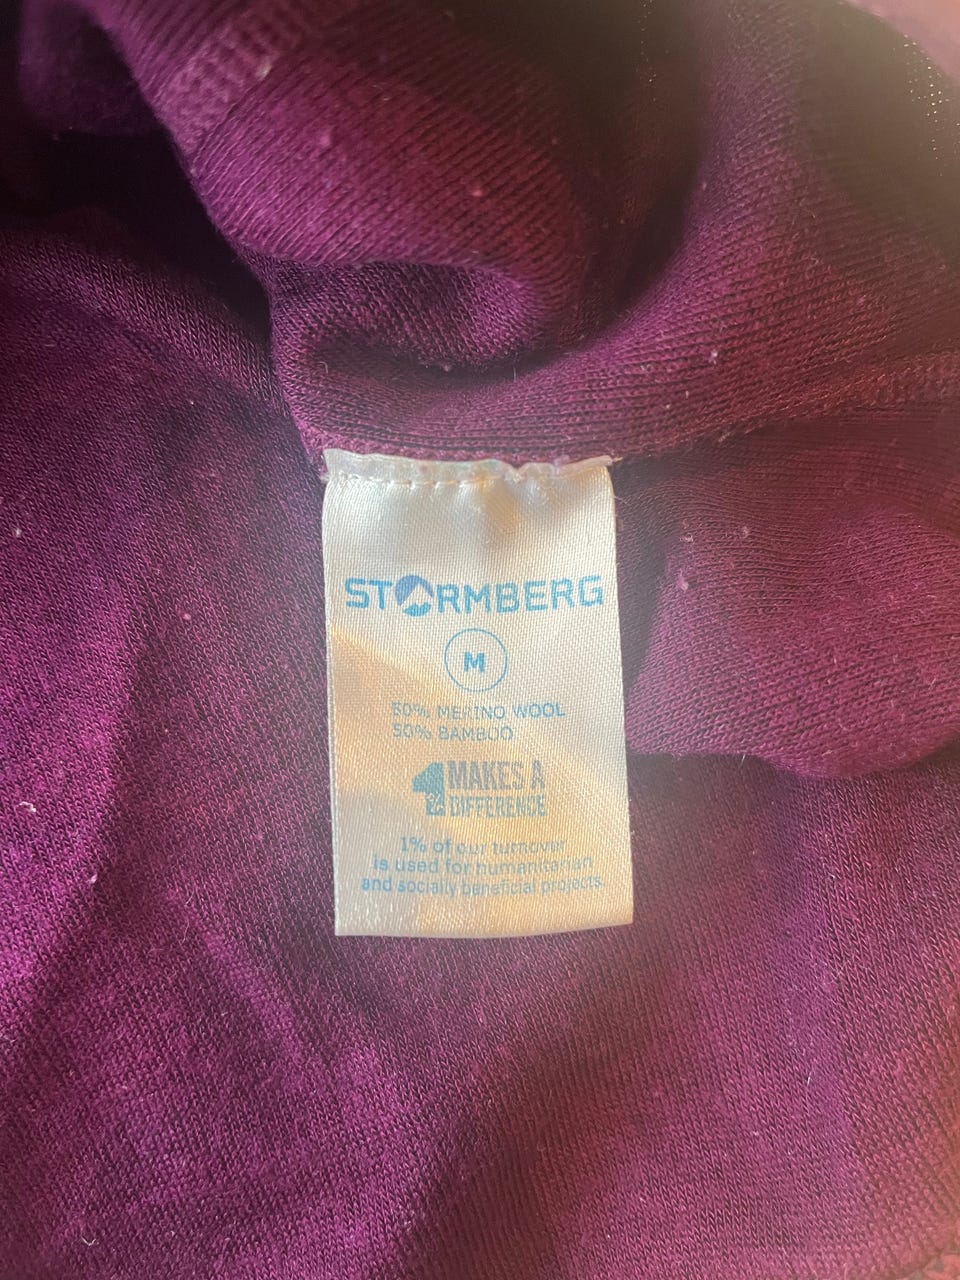 STORMBERG
M
50% MERINO WOOL
50% BAMBOO
1% MAKES A
DIFFERENCE
1% of our turnover
is used for humanitarian
and socially beneficial projects.